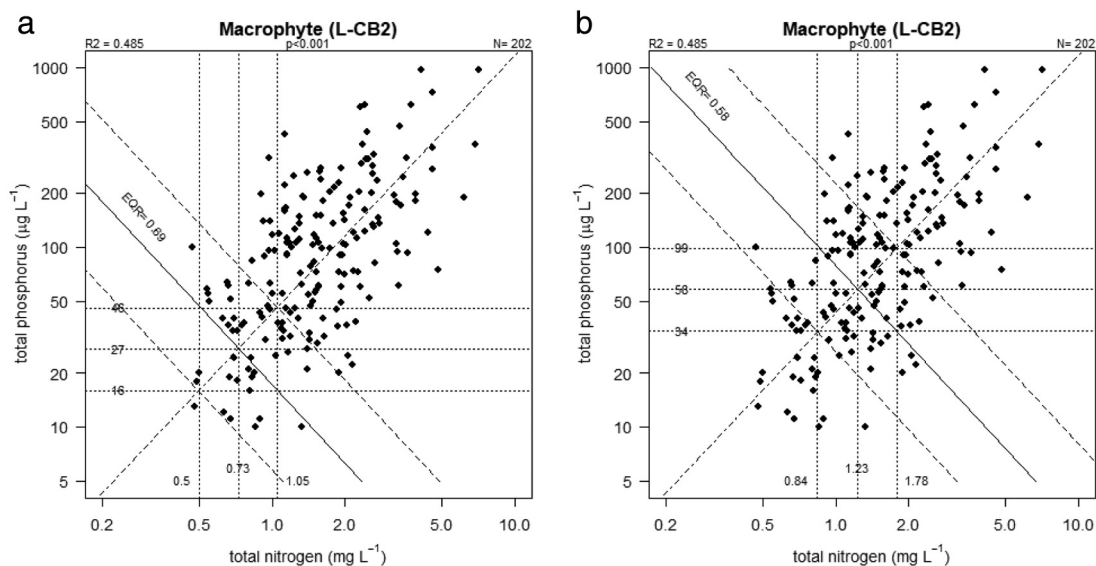 a
Macrophyte (L-CB2)
R2 = 0.485
p<0.001
N= 202
1000
500
200
100
50
20
10
5
EQR= 0.69
46
27
16
0.5
0.73
1.05
0.2
0.5
1.0
2.0
5.0
10.0
total phosphorus (µg L⁻¹)
total nitrogen (mg L⁻¹)
b
Macrophyte (L-CB2)
R2 = 0.485
p<0.001
N= 202
1000
500
200
100
50
20
10
5
EQR= 0.58
99
58
34
0.84
1.23
1.78
0.2
0.5
1.0
2.0
5.0
10.0
total phosphorus (µg L⁻¹)
total nitrogen (mg L⁻¹)